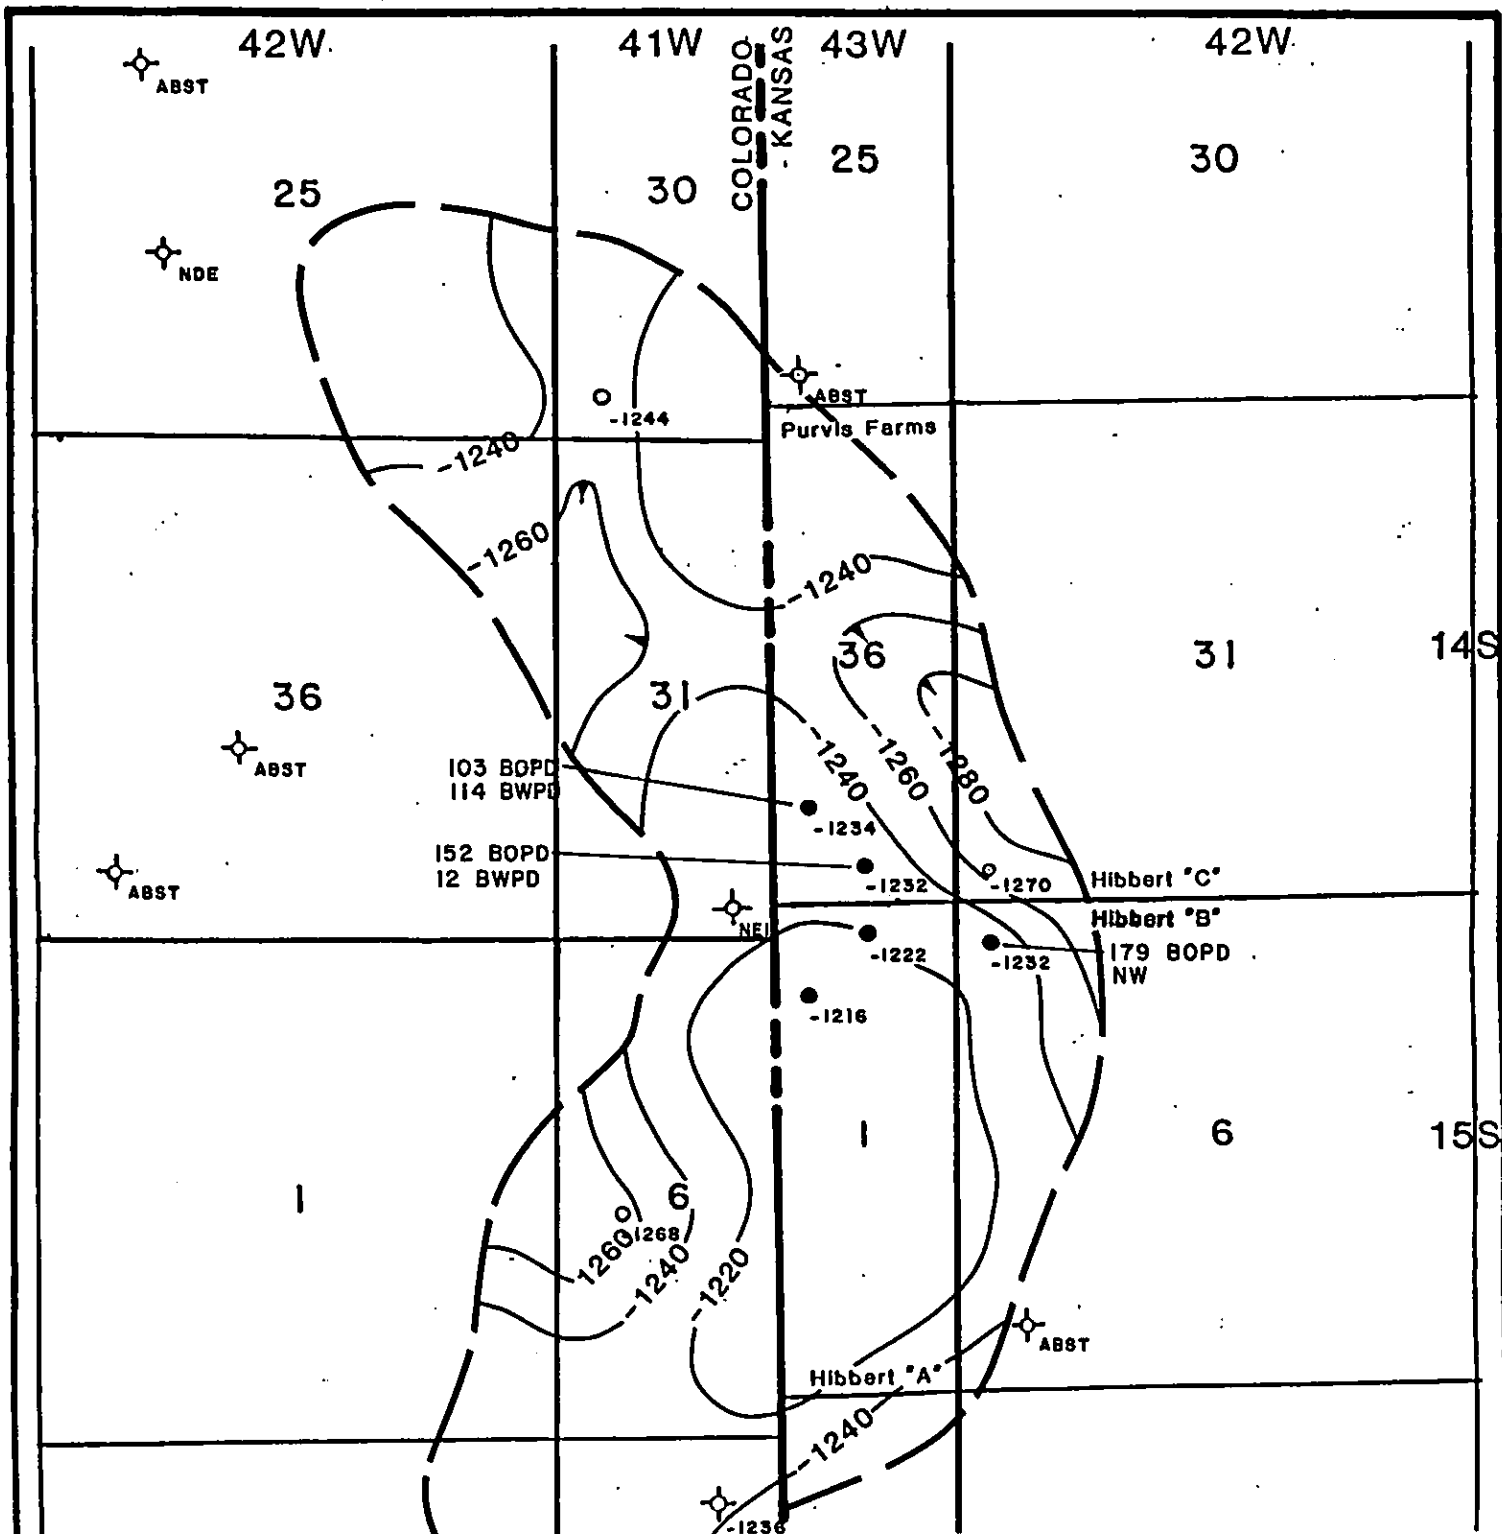 42W
41W
43W
42W
COLORADO
-KANSAS
ABST
25
30
25
30
NDE
ABST
-1244
Purvis Farms
-1240
-1260
-1240
36
31
36
31
14S
ABST
-1240
-1260
-1280
103 BOPD
114 BWPD
-1234
152 BOPD
12 BWPD
ABST
-1232
-1270
Hibbert "C"
Hibbert "B"
NEI
-1222
-1232
179 BOPD
NW
-1216
1
6
1
6
15S
-1268
1260
-1240
-1220
ABST
Hibbert "A"
-1240
-1236